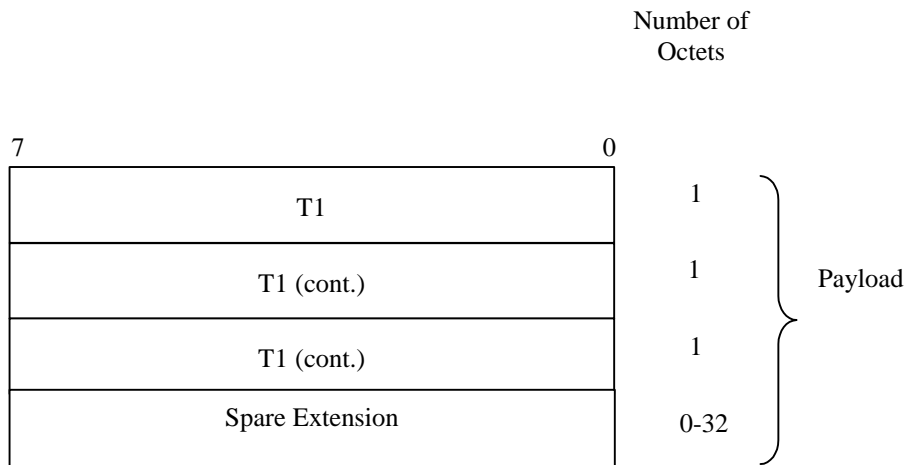 Number of
Octets
7 0
T1 1
T1 (cont.) 1
Payload
T1 (cont.) 1
Spare Extension 0-32